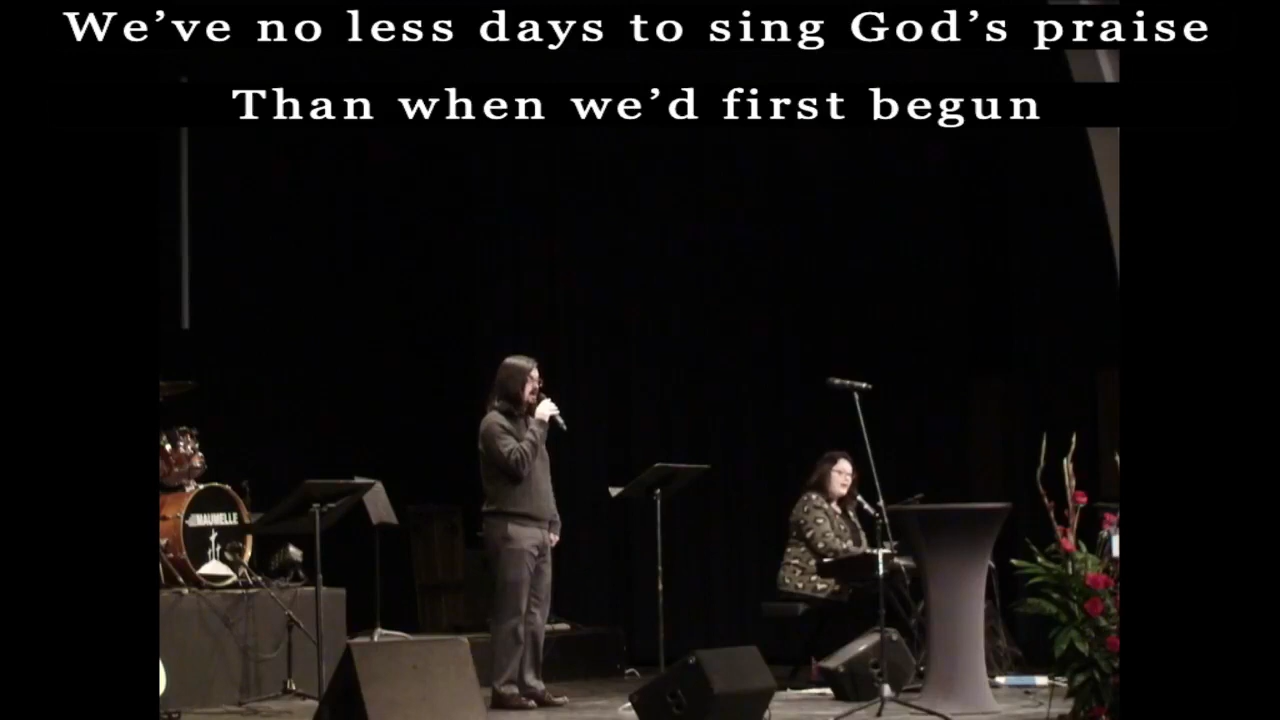 We’ve no less days to sing God’s praise
Than when we’d first begun
MAUMELLE